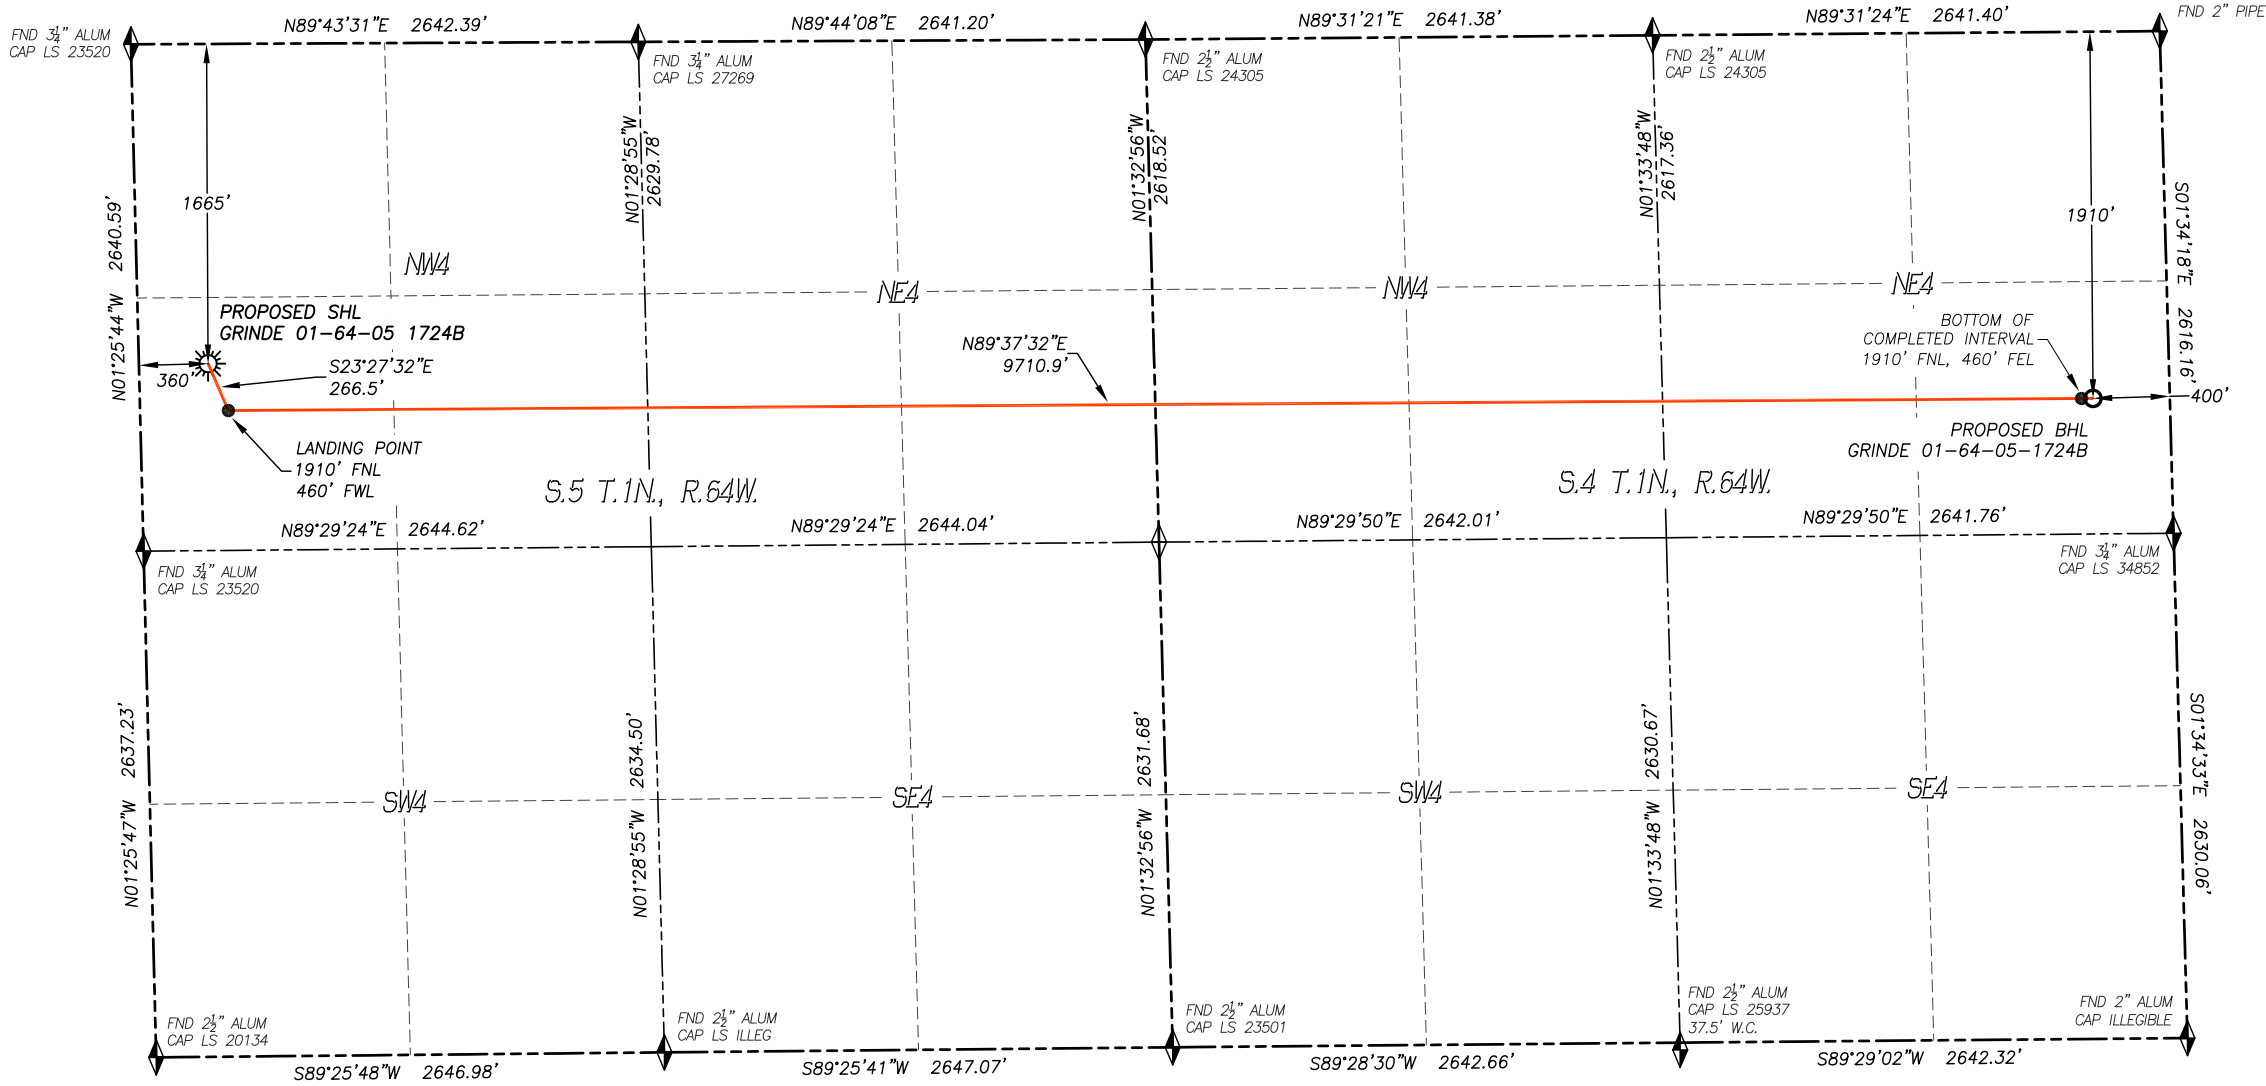 N89°43'31"E 2642.39'
N89°44'08"E 2641.20'
N89°31'21"E 2641.38'
N89°31'24"E 2641.40'
FND 2" PIPE
FND 3¼" ALUM
CAP LS 23520
FND 3¼" ALUM
CAP LS 27269
FND 2½" ALUM
CAP LS 24305
FND 2½" ALUM
CAP LS 24305
N01°28'55"W
2629.78'
N01°32'56"W
2618.52'
N01°33'48"W
2617.36'
1665'
1910'
N01°25'44"W 2640.59'
S01°34'18"E 2616.16'
NW4
NE4
NW4
NE4
PROPOSED SHL
GRINDE 01-64-05 1724B
360'
S23°27'32"E
266.5'
N89°37'32"E
9710.9'
BOTTOM OF
COMPLETED INTERVAL
1910' FNL, 460' FEL
400'
PROPOSED BHL
GRINDE 01-64-05-1724B
LANDING POINT
1910' FNL
460' FWL
S.5 T.1N., R.64W.
S.4 T.1N., R.64W.
N89°29'24"E 2644.62'
N89°29'24"E 2644.04'
N89°29'50"E 2642.01'
N89°29'50"E 2641.76'
FND 3¼" ALUM
CAP LS 23520
FND 3¼" ALUM
CAP LS 34852
N01°25'47"W 2637.23'
N01°28'55"W 2634.50'
N01°32'56"W 2631.68'
N01°33'48"W 2630.67'
S01°34'33"E 2630.06'
SW4
SE4
SW4
SE4
FND 2½" ALUM
CAP LS 20134
FND 2½" ALUM
CAP LS ILLEG
FND 2½" ALUM
CAP LS 23501
FND 2½" ALUM
CAP LS 25937
37.5' W.C.
FND 2" ALUM
CAP ILLEGIBLE
S89°25'48"W 2646.98'
S89°25'41"W 2647.07'
S89°28'30"W 2642.66'
S89°29'02"W 2642.32'